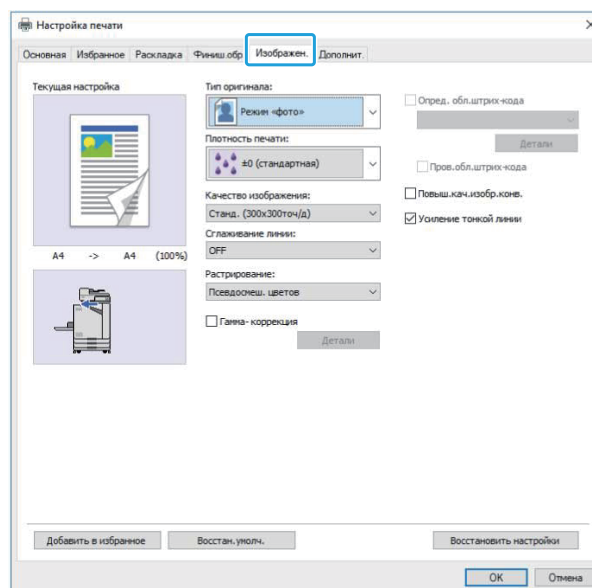 Настройка печати
Основная Избранное Раскладка Финиш.обр Изображен. Дополнит.
Текущая настройка
A4 -> A4 (100%)
Тип оригинала:
Режим «фото»
Плотность печати:
±0 (стандартная)
Качество изображения:
Станд. (300x300точ/д)
Сглаживание линии:
OFF
Растрирование:
Псевдосмеш. цветов
Гамма- коррекция
Детали
Опред. обл.штрих-кода
Детали
Пров.обл.штрих-кода
Повыш.кач.изобр.конв.
Усиление тонкой линии
Добавить в избранное
Восстан.умолч.
Восстановить настройки
OK
Отмена